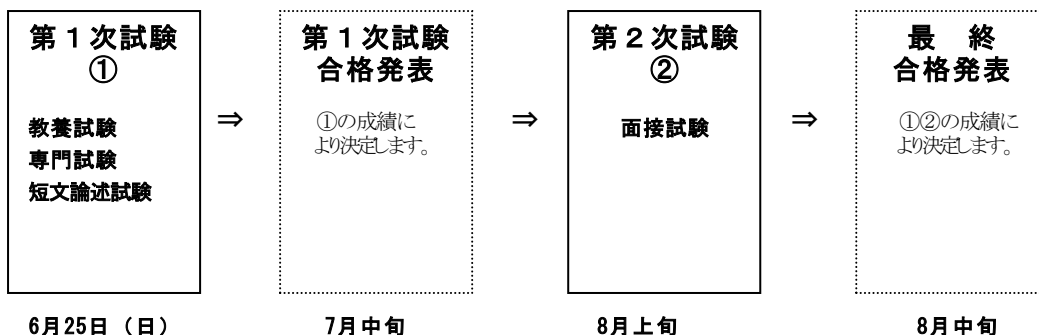 第１次試験
①
教養試験
専門試験
短文論述試験
⇒
第１次試験
合格発表
①の成績に
より決定します。
⇒
第２次試験
②
面接試験
⇒
最　終
合格発表
①②の成績に
より決定します。
6月25日（日）
7月中旬
8月上旬
8月中旬